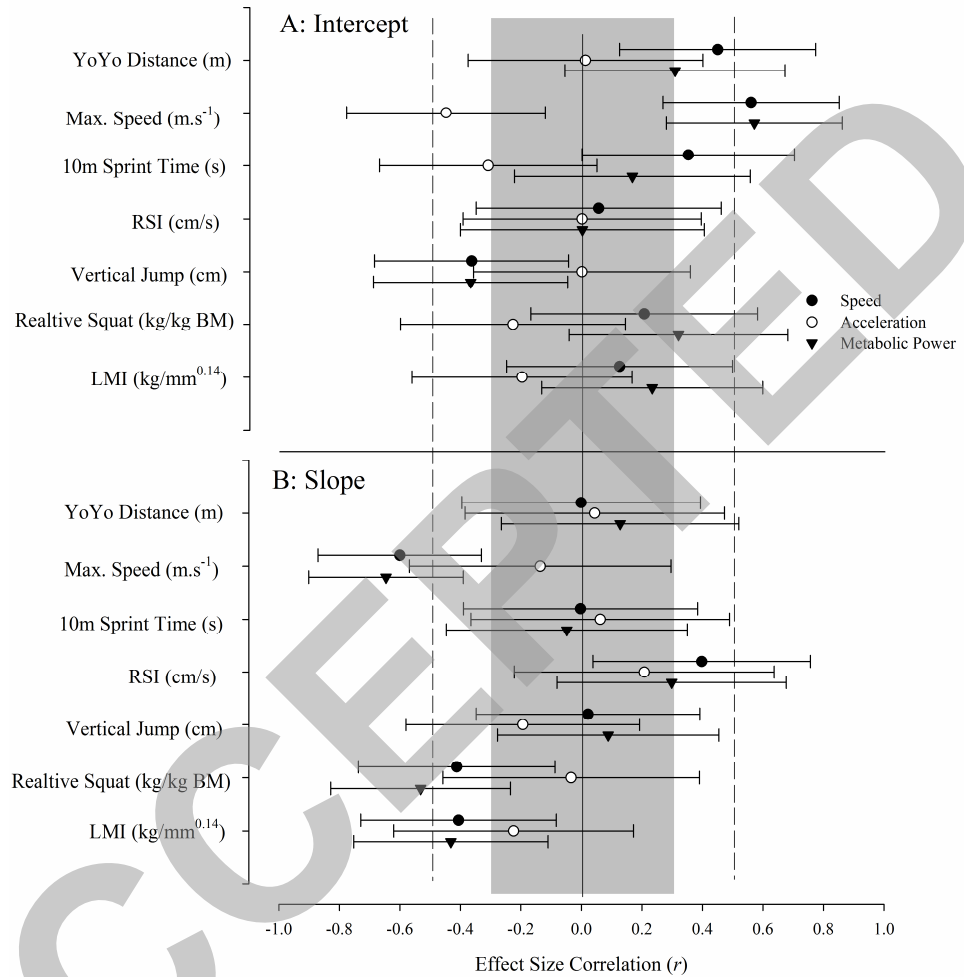 A: Intercept
YoYo Distance (m)
Max. Speed (m.s⁻¹)
10m Sprint Time (s)
RSI (cm/s)
Vertical Jump (cm)
Realtive Squat (kg/kg BM)
LMI (kg/mm⁰·¹⁴)
Speed
Acceleration
Metabolic Power
B: Slope
YoYo Distance (m)
Max. Speed (m.s⁻¹)
10m Sprint Time (s)
RSI (cm/s)
Vertical Jump (cm)
Realtive Squat (kg/kg BM)
LMI (kg/mm⁰·¹⁴)
-1.0 -0.8 -0.6 -0.4 -0.2 0.0 0.2 0.4 0.6 0.8 1.0
Effect Size Correlation (r)
CCEPTED